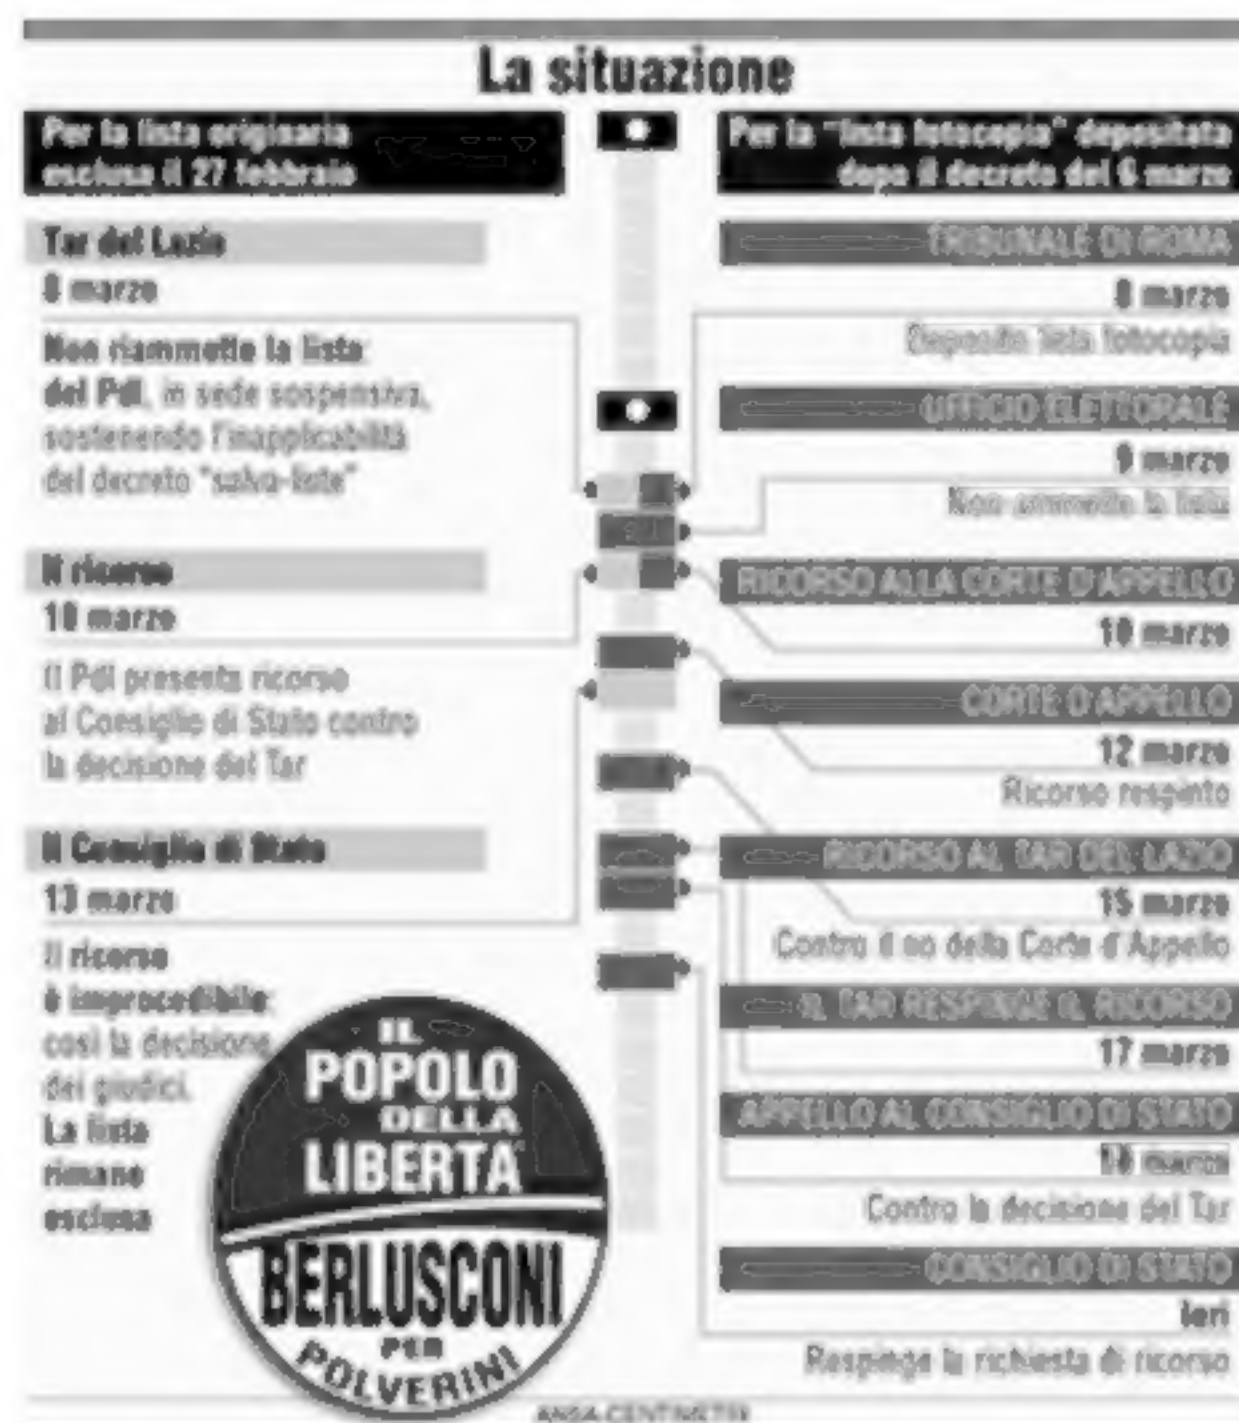 La situazione
Per la lista originaria
esclusa il 27 febbraio
Tar del Lazio
8 marzo
Non riammette la lista
del Pdl, in sede sospensiva,
sostenendo l'inapplicabilità
del decreto "salva-liste"
Il ricorso
10 marzo
Il Pdl presenta ricorso
al Consiglio di Stato contro
la decisione del Tar
Il Consiglio di Stato
13 marzo
Il ricorso
è improcedibile:
così la decisione
dei giudici.
La lista
rimane
esclusa
IL
POPOLO
DELLA
LIBERTA'
BERLUSCONI
PER
POLVERINI
Per la "lista fotocopia" depositata
dopo il decreto del 6 marzo
TRIBUNALE DI ROMA
8 marzo
Deposito lista fotocopia
UFFICIO ELETTORALE
9 marzo
Non ammette la lista
RICORSO ALLA CORTE D'APPELLO
10 marzo
CORTE D'APPELLO
12 marzo
Ricorso respinto
RICORSO AL TAR DEL LAZIO
15 marzo
Contro il no della Corte d'Appello
IL TAR RESPINGE IL RICORSO
17 marzo
APPELLO AL CONSIGLIO DI STATO
marzo
Contro la decisione del Tar
CONSIGLIO DI STATO
Ieri
Respinge la richiesta di ricorso
ANSA-CENTIMETRI